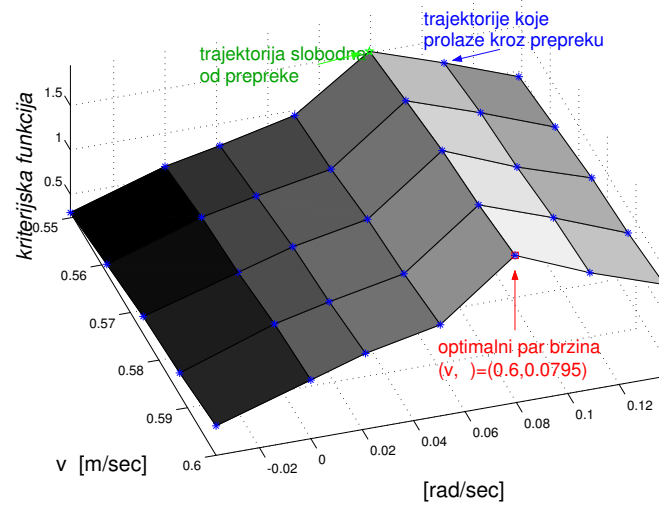 trajektorija slobodna
od prepreke
trajektorije koje
prolaze kroz prepreku
kriterijska funkcija
1.5
1
0.5
0.55
0.56
0.57
0.58
0.59
0.6
v [m/sec]
optimalni par brzina
(v, )=(0.6,0.0795)
-0.02
0
0.02
0.04
0.06
0.08
0.1
0.12
[rad/sec]